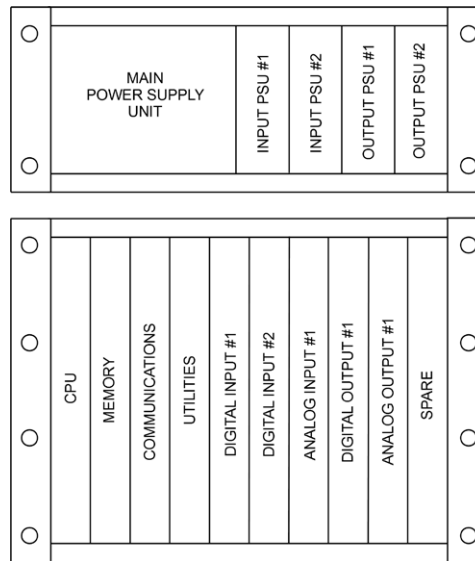 MAIN
POWER SUPPLY
UNIT
INPUT PSU #1
INPUT PSU #2
OUTPUT PSU #1
OUTPUT PSU #2
CPU
MEMORY
COMMUNICATIONS
UTILITIES
DIGITAL INPUT #1
DIGITAL INPUT #2
ANALOG INPUT #1
DIGITAL OUTPUT #1
ANALOG OUTPUT #1
SPARE